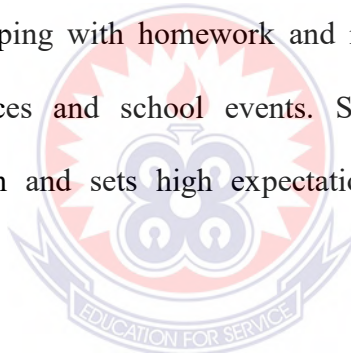 ping with homework and
ces and school events. S
and sets high expectatio
EDUCATION FOR SERVICE